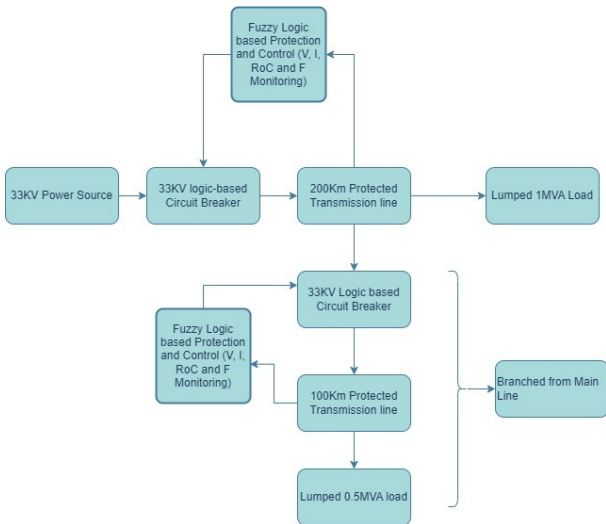 Fuzzy Logic
based Protection
and Control (V, I,
RoC and F
Monitoring)
33KV Power Source
33KV logic-based
Circuit Breaker
200Km Protected
Transmission line
Lumped 1MVA Load
33KV Logic based
Circuit Breaker
Fuzzy Logic
based Protection
and Control (V, I,
RoC and F
Monitoring)
100Km Protected
Transmission line
Branched from Main
Line
Lumped 0.5MVA load